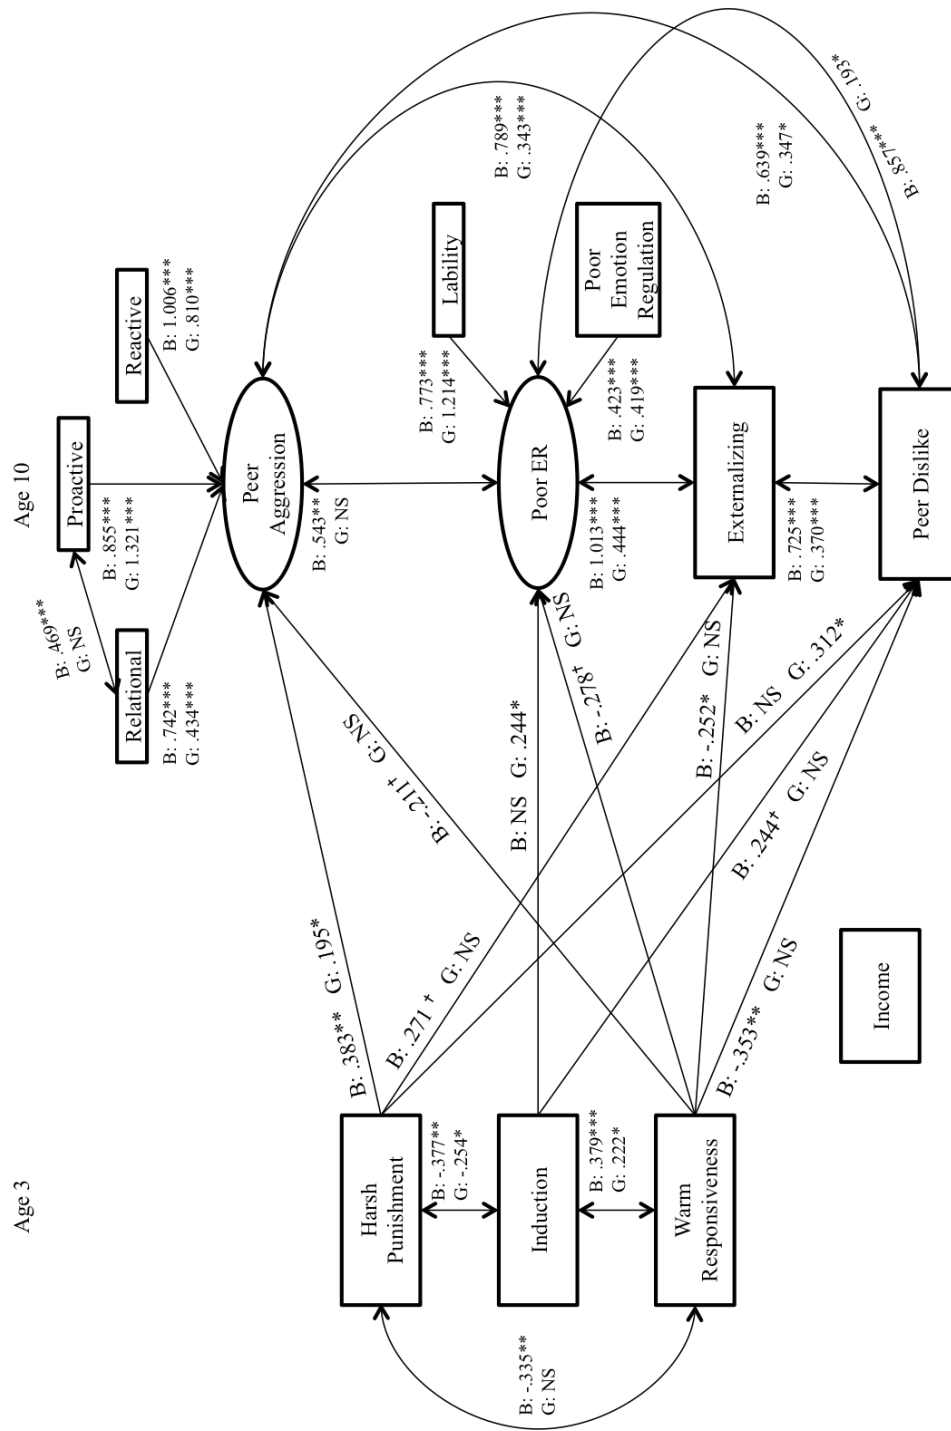 Age 3
Age 10
Relational
Proactive
Reactive
B: .469***
G: NS
B: .742***
G: .434***
B: .855***
G: 1.321***
B: 1.006***
G: .810***
Peer
Aggression
B: .543**
G: NS
B: .789***
G: .343***
Lability
B: .773***
G: 1.214***
Poor ER
Poor
Emotion
Regulation
B: .423***
G: .419***
B: 1.013***
G: .444***
Externalizing
B: .725***
G: .370***
Peer Dislike
B: .639***
G: .347*
B: .857*** G: .193*
Harsh
Punishment
B: -.377**
G: -.254*
Induction
B: .379***
G: .222*
Warm
Responsiveness
B: -.335**
G: NS
Income
B: .383** G: .195*
B: .271 † G: NS
B:-.211† G: NS
B: NS G: .244*
B: -.278† G: NS
B: -.252* G: NS
B: NS G: .312*
B: .244† G: NS
B: -.353** G: NS